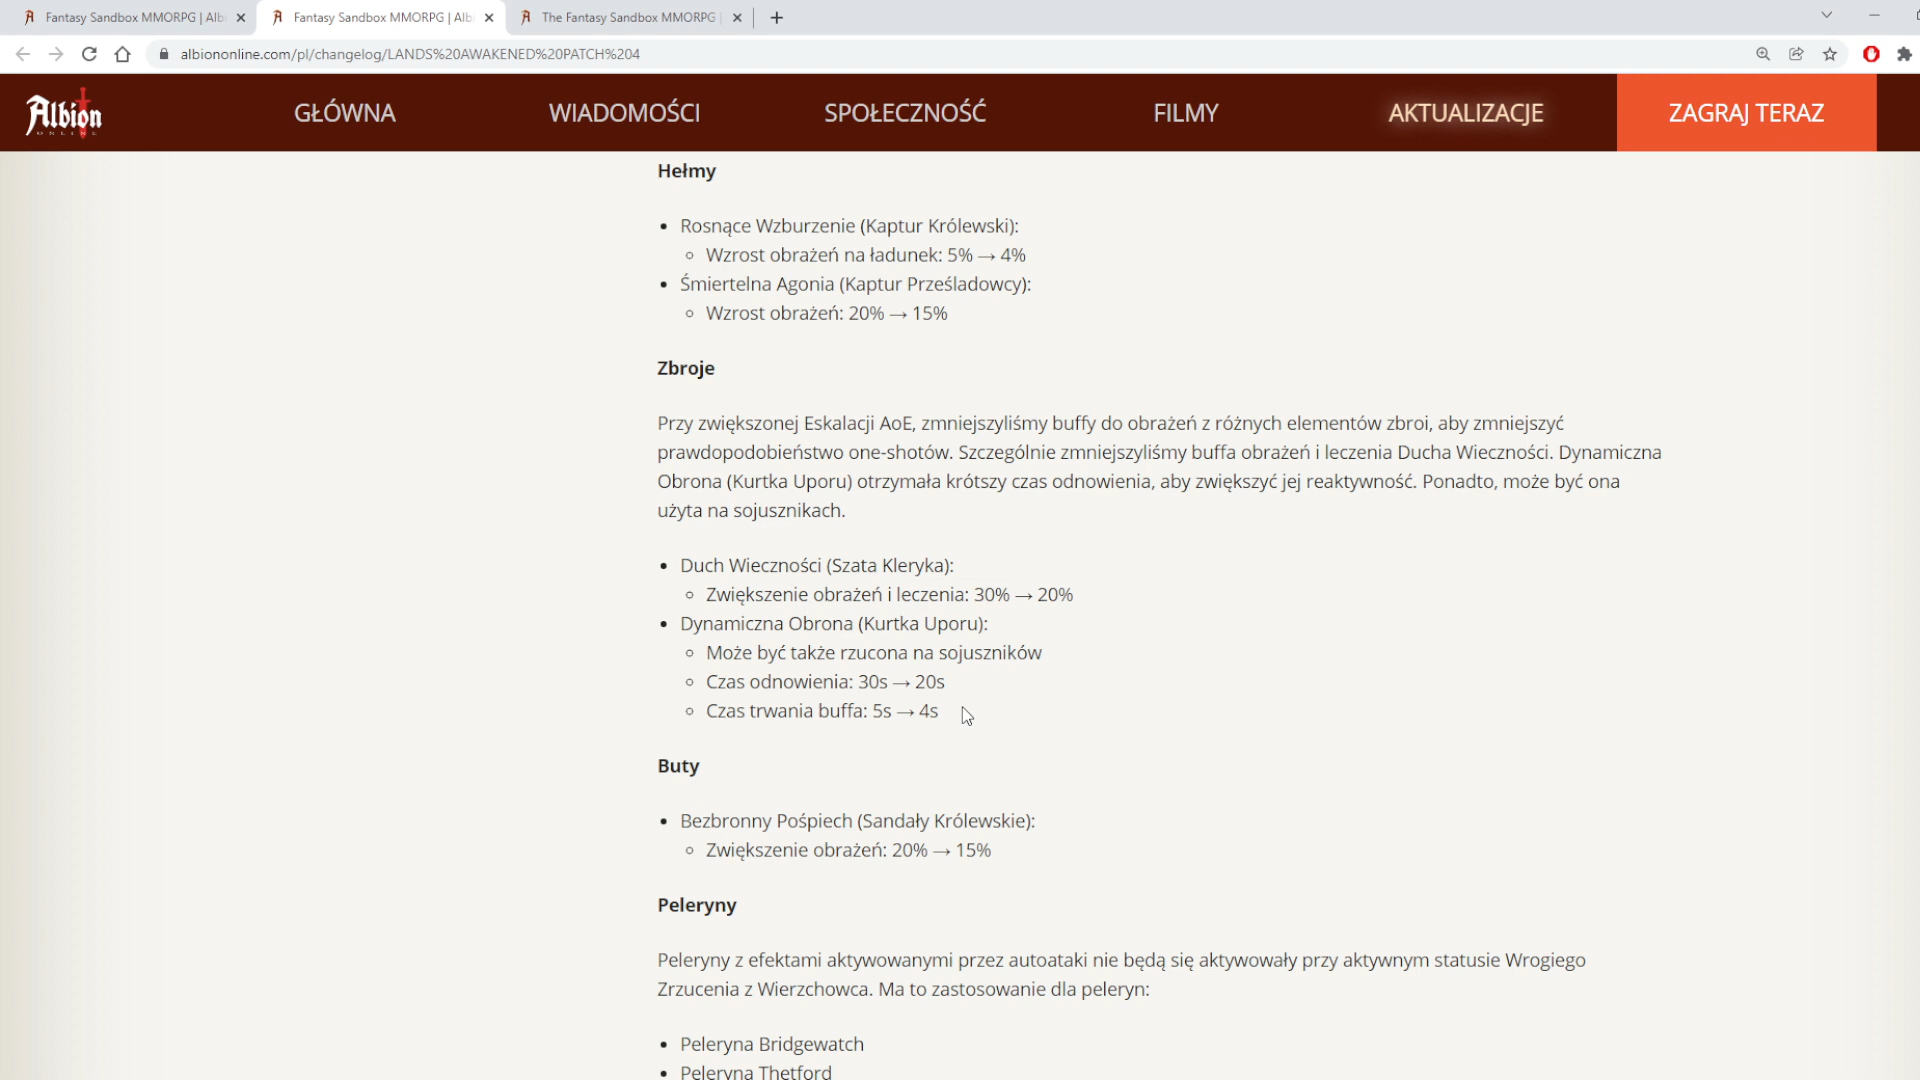 Fantasy Sandbox MMORPG | Alb
Fantasy Sandbox MMORPG | Alb
The Fantasy Sandbox MMORPG |
albiononline.com/pl/changelog/LANDS%20AWAKENED%20PATCH%204
Albion
ONLINE
GŁÓWNA
WIADOMOŚCI
SPOŁECZNOŚĆ
FILMY
AKTUALIZACJE
ZAGRAJ TERAZ
Hełmy
Rosnące Wzburzenie (Kaptur Królewski):
Wzrost obrażeń na ładunek: 5% → 4%
Śmiertelna Agonia (Kaptur Prześladowcy):
Wzrost obrażeń: 20% → 15%
Zbroje
Przy zwiększonej Eskalacji AoE, zmniejszyliśmy buffy do obrażeń z różnych elementów zbroi, aby zmniejszyć
prawdopodobieństwo one-shotów. Szczególnie zmniejszyliśmy buffa obrażeń i leczenia Ducha Wieczności. Dynamiczna
Obrona (Kurtka Uporu) otrzymała krótszy czas odnowienia, aby zwiększyć jej reaktywność. Ponadto, może być ona
użyta na sojusznikach.
Duch Wieczności (Szata Kleryka):
Zwiększenie obrażeń i leczenia: 30% → 20%
Dynamiczna Obrona (Kurtka Uporu):
Może być także rzucona na sojuszników
Czas odnowienia: 30s → 20s
Czas trwania buffa: 5s → 4s
Buty
Bezbronny Pośpiech (Sandały Królewskie):
Zwiększenie obrażeń: 20% → 15%
Peleryny
Peleryny z efektami aktywowanymi przez autoataki nie będą się aktywowały przy aktywnym statusie Wrogiego
Zrzucenia z Wierzchowca. Ma to zastosowanie dla peleryn:
Peleryna Bridgewatch
Peleryna Thetford